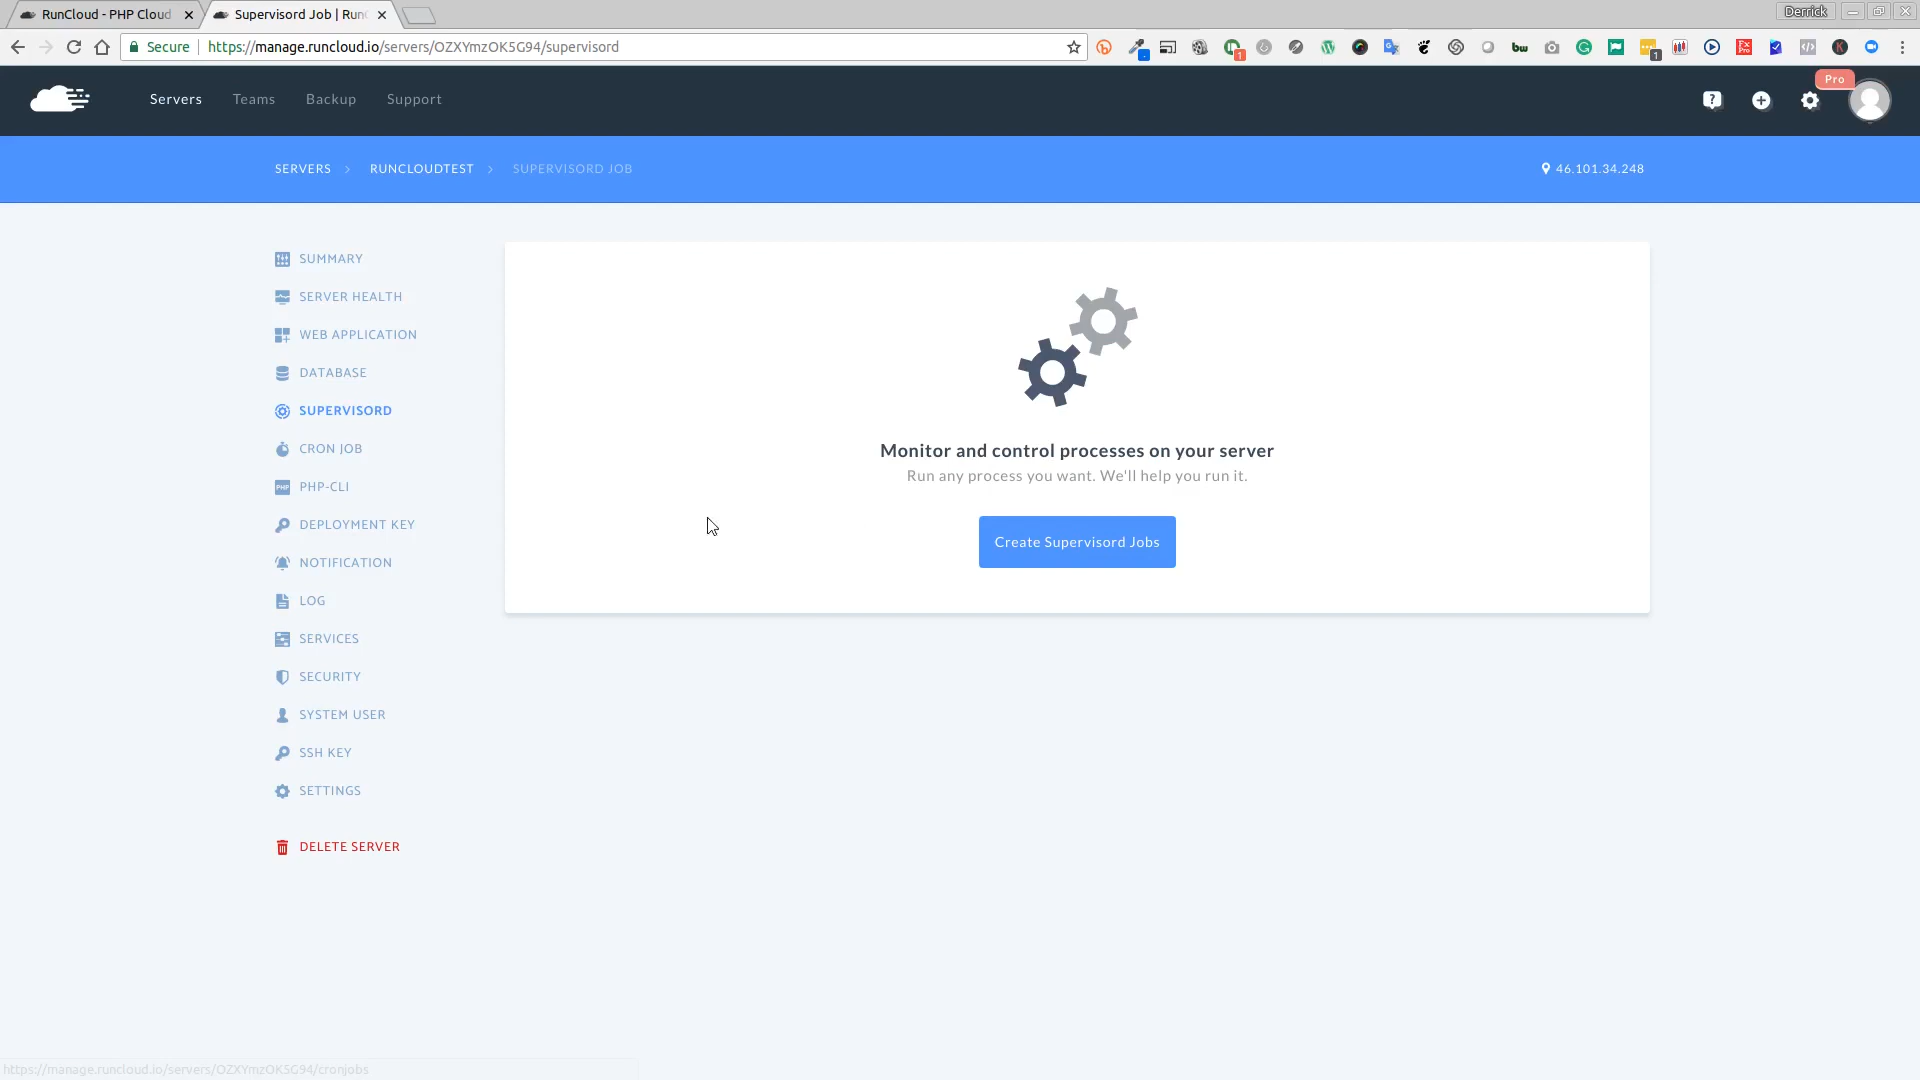 RunCloud - PHP Cloud
Supervisord Job | Run
Derrick
Secure
https://manage.runcloud.io/servers/OZXYmzOK5G94/supervisord
Servers
Teams
Backup
Support
Pro
SERVERS
RUNCLOUDTEST
SUPERVISORD JOB
46.101.34.248
SUMMARY
SERVER HEALTH
WEB APPLICATION
DATABASE
SUPERVISORD
CRON JOB
PHP-CLI
DEPLOYMENT KEY
NOTIFICATION
LOG
SERVICES
SECURITY
SYSTEM USER
SSH KEY
SETTINGS
DELETE SERVER
Monitor and control processes on your server
Run any process you want. We'll help you run it.
Create Supervisord Jobs
https://manage.runcloud.io/servers/OZXYmzOK5G94/cronjobs